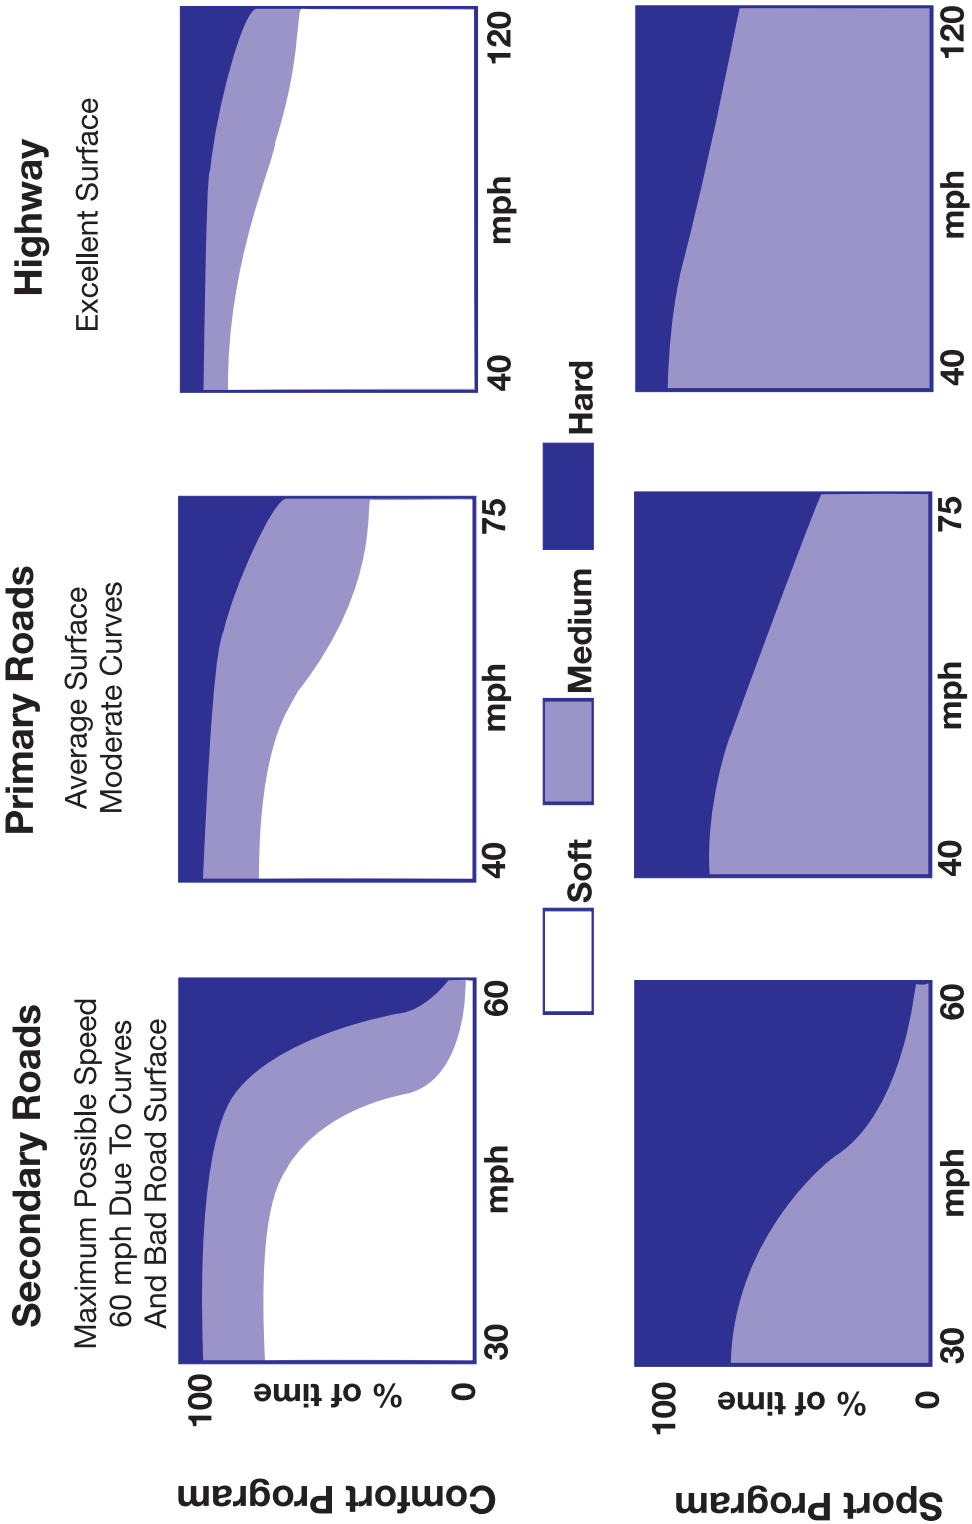 Secondary Roads
Maximum Possible Speed
60 mph Due To Curves
And Bad Road Surface
Primary Roads
Average Surface
Moderate Curves
Highway
Excellent Surface
Comfort Program
100
% of time
0
30 mph 60
40 mph 75
40 mph 120
Soft Medium Hard
Sport Program
100
% of time
0
30 mph 60
40 mph 75
40 mph 120